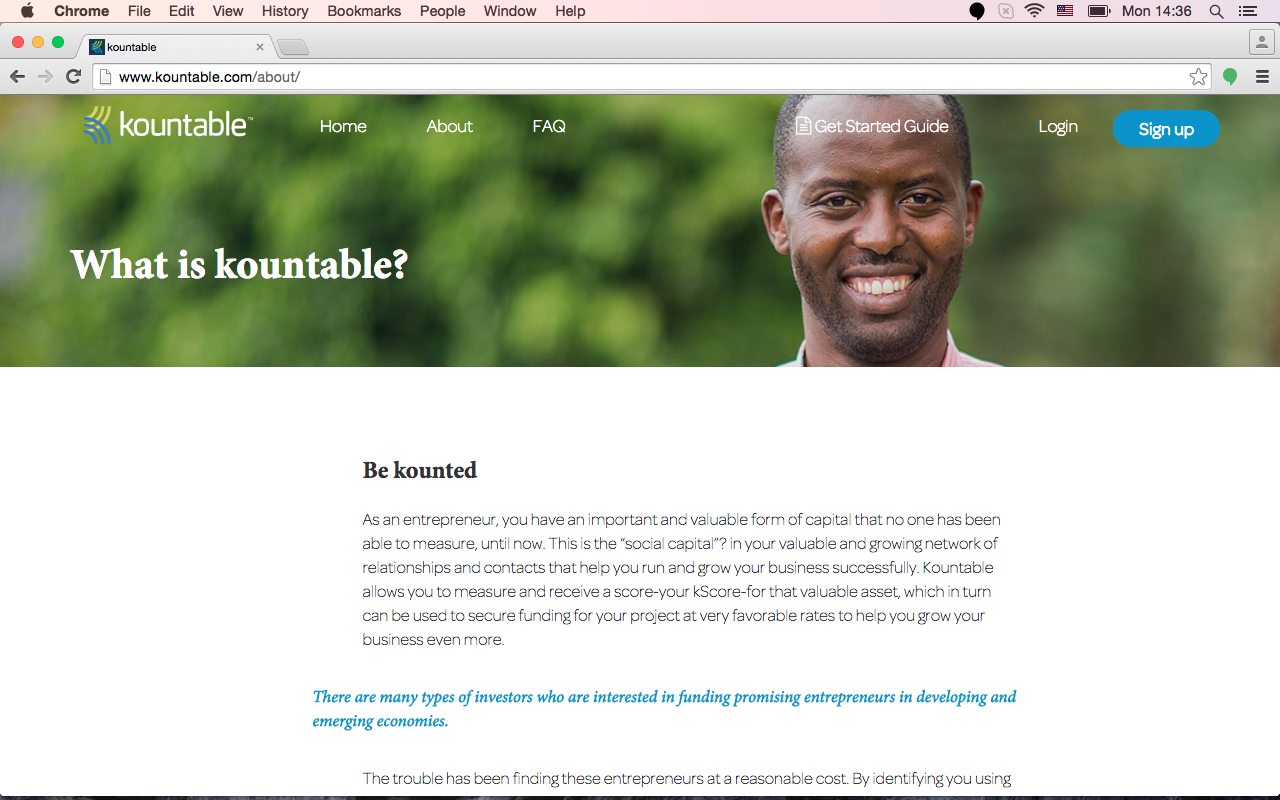 Chrome File Edit View History Bookmarks People Window Help Mon 14:36
kountable
www.kountable.com/about/
kountable™ Home About FAQ Get Started Guide Login Sign up
What is kountable?
Be kounted
As an entrepreneur, you have an important and valuable form of capital that no one has been
able to measure, until now. This is the “social capital”? in your valuable and growing network of
relationships and contacts that help you run and grow your business successfully. Kountable
allows you to measure and receive a score-your kScore-for that valuable asset, which in turn
can be used to secure funding for your project at very favorable rates to help you grow your
business even more.
There are many types of investors who are interested in funding promising entrepreneurs in developing and
emerging economies.
The trouble has been finding these entrepreneurs at a reasonable cost. By identifying you using